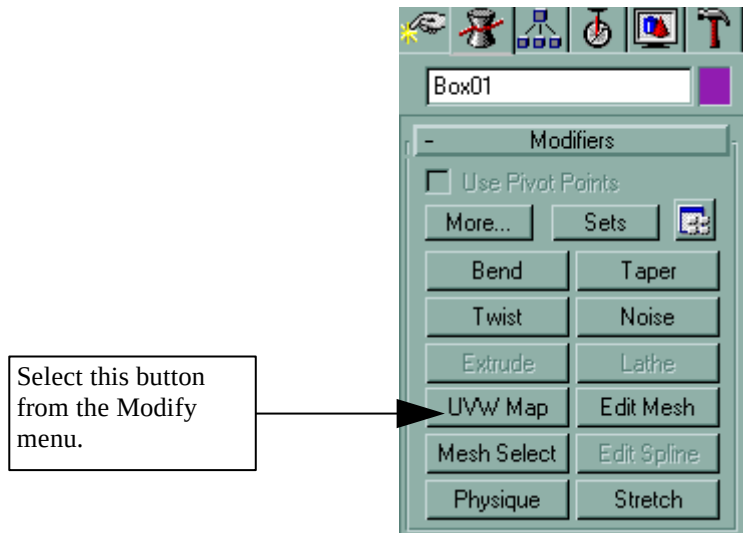 Box01
- Modifiers
Use Pivot Points
More... Sets
Bend Taper
Twist Noise
Extrude Lathe
Select this button
from the Modify
menu.
UVW Map Edit Mesh
Mesh Select Edit Spline
Physique Stretch